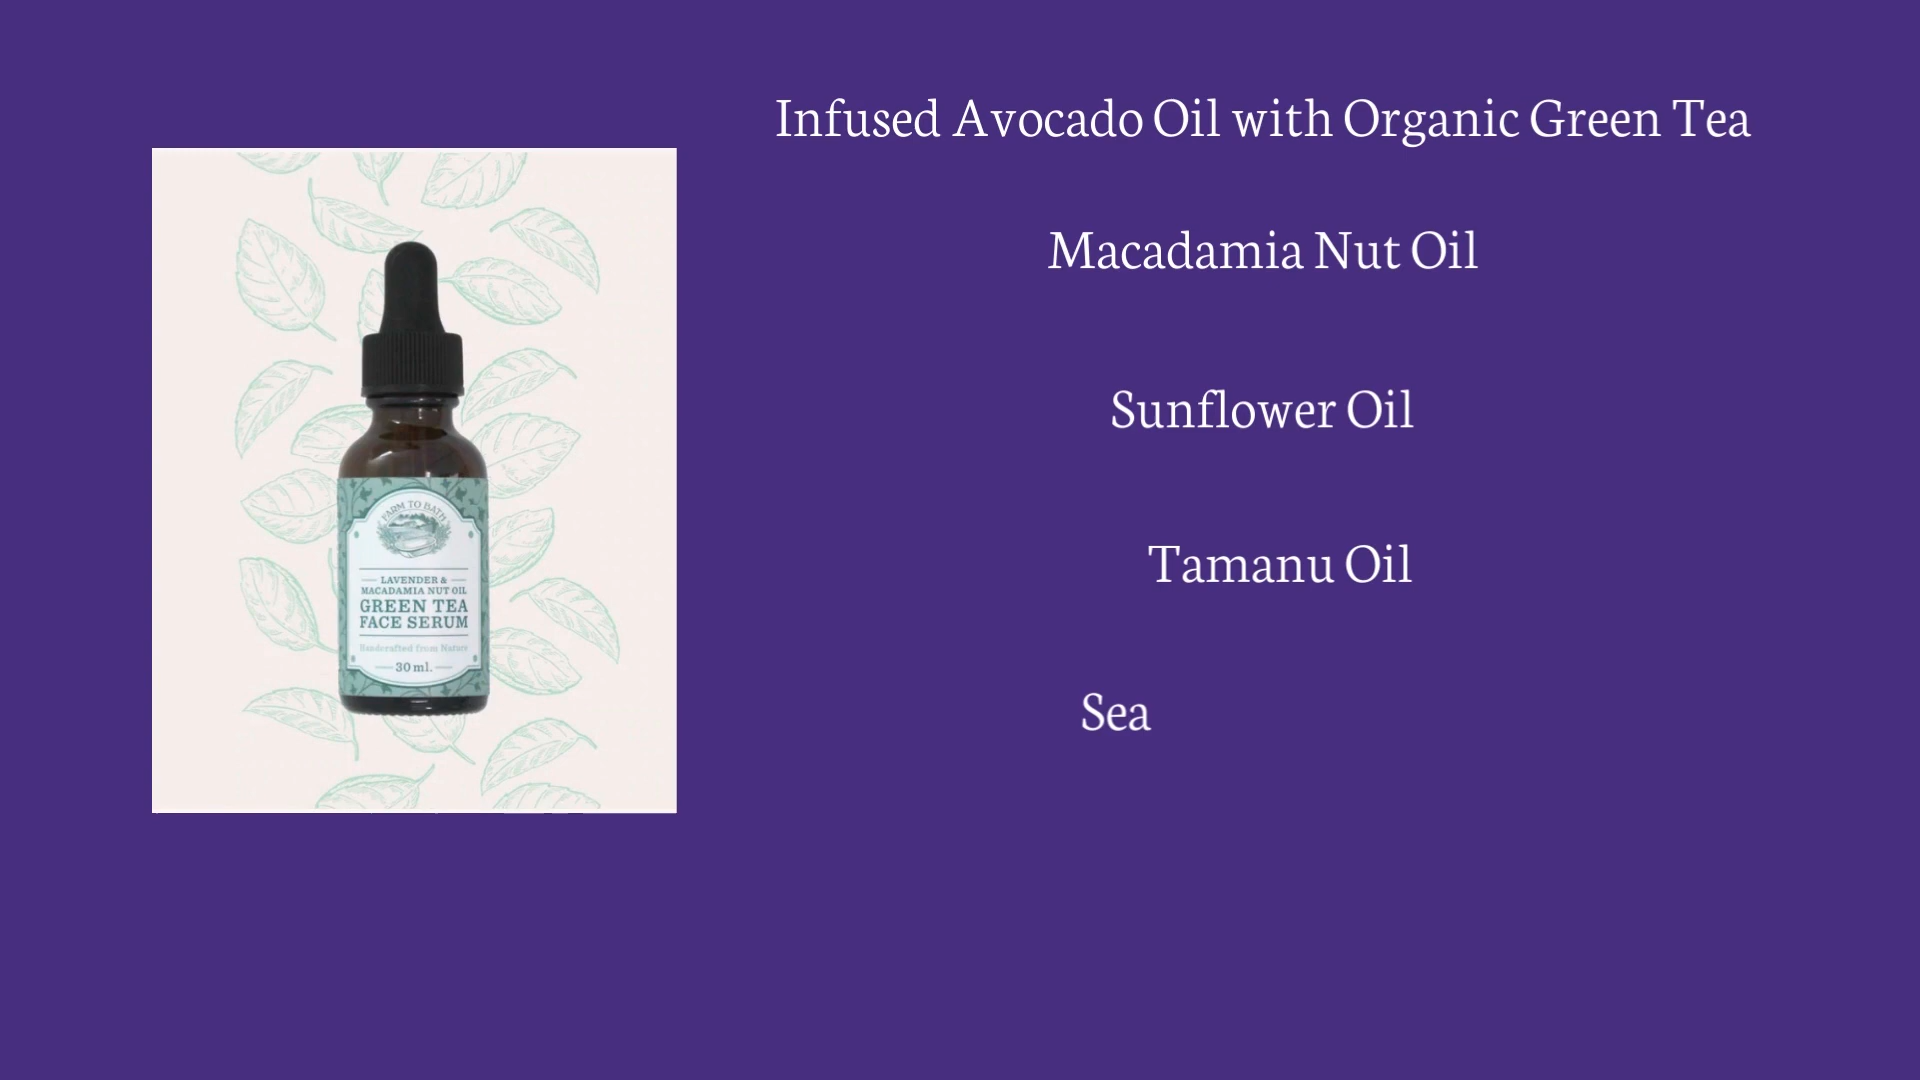 Infused Avocado Oil with Organic Green Tea
Macadamia Nut Oil
Sunflower Oil
Tamanu Oil
Sea
FARM TO BATH
LAVENDER &
MACADAMIA NUT OIL
GREEN TEA
FACE SERUM
Handcrafted from Nature
30 ml.